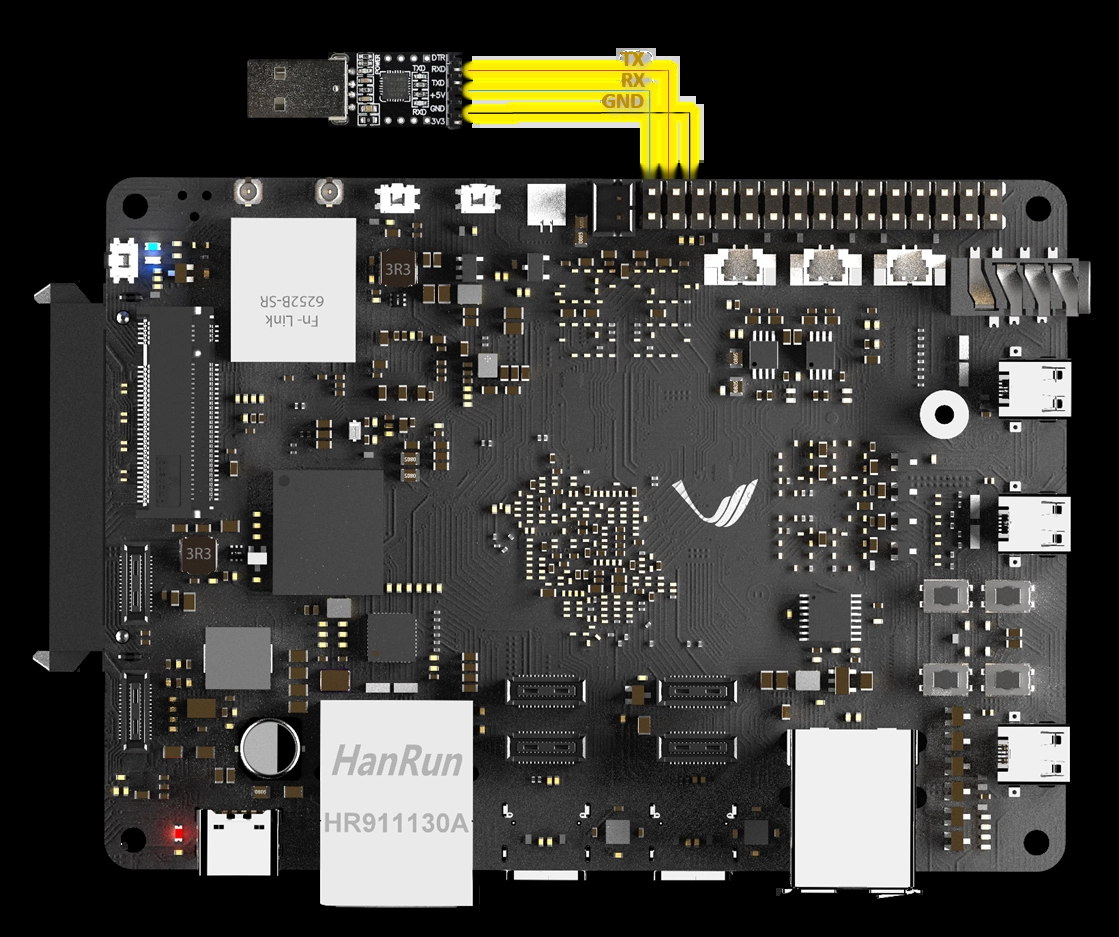 TX
RX
GND
POWER
TXD
RXD
DTR
RXD
TXD
+5V
GND
3V3
3R3
Fn-Link
6252B-SR
3R3
HanRun
HR911130A